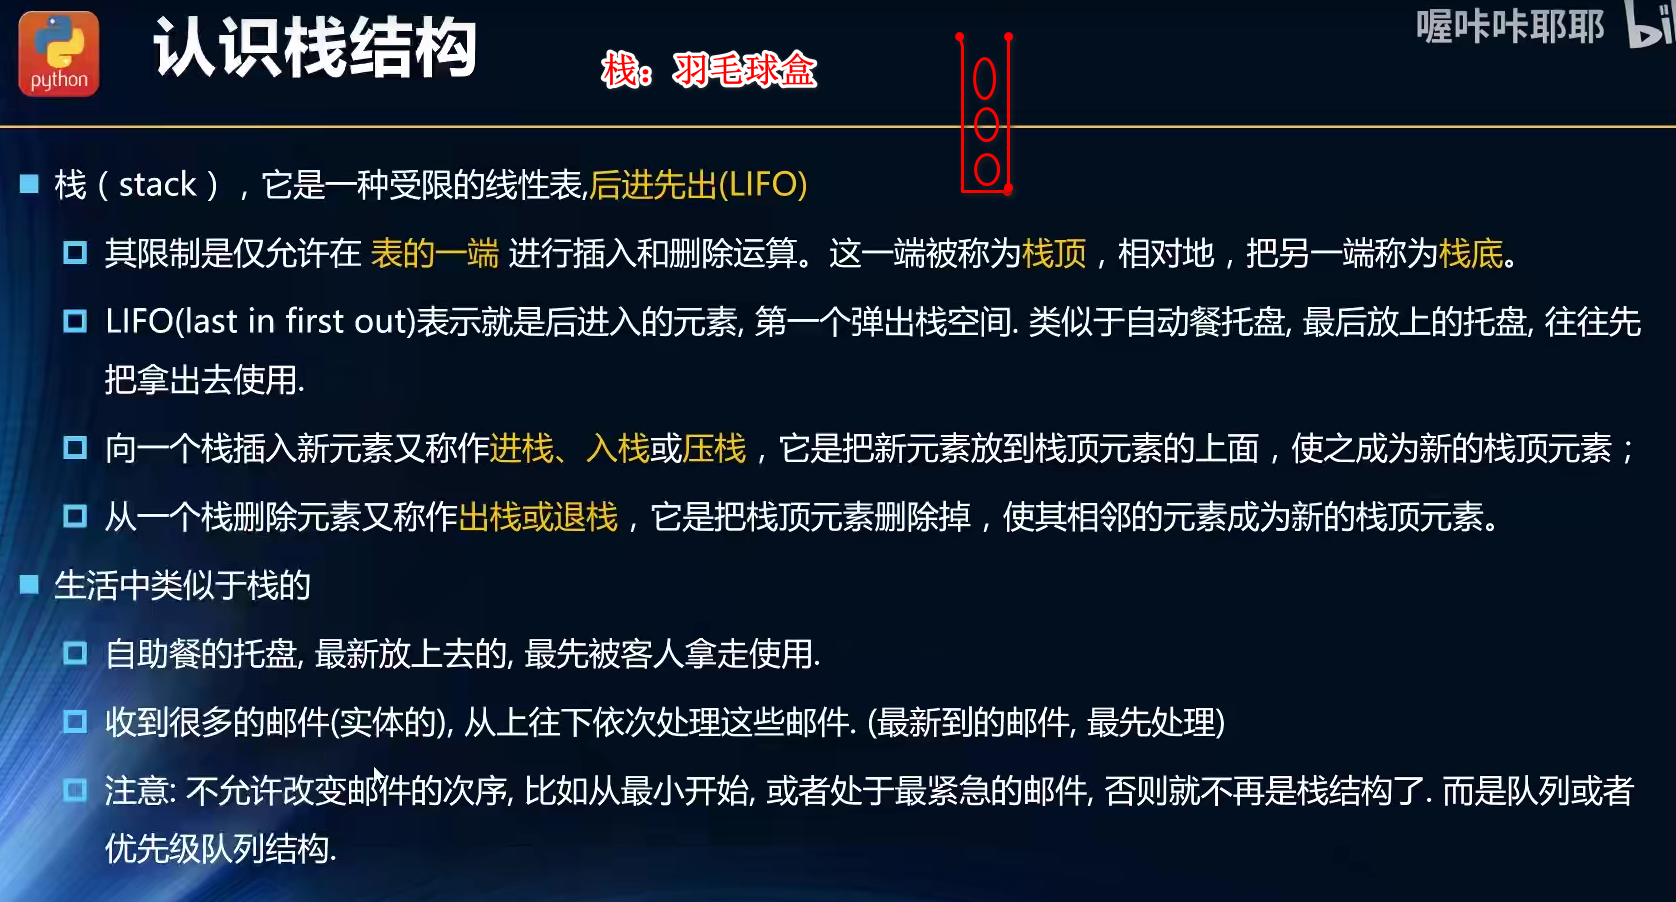 python
认识栈结构
栈：羽毛球盒
喔咔咔耶耶
栈（stack），它是一种受限的线性表,后进先出(LIFO)
其限制是仅允许在 表的一端 进行插入和删除运算。这一端被称为栈顶，相对地，把另一端称为栈底。
LIFO(last in first out)表示就是后进入的元素, 第一个弹出栈空间. 类似于自动餐托盘, 最后放上的托盘, 往往先
把拿出去使用.
向一个栈插入新元素又称作进栈、入栈或压栈，它是把新元素放到栈顶元素的上面，使之成为新的栈顶元素；
从一个栈删除元素又称作出栈或退栈，它是把栈顶元素删除掉，使其相邻的元素成为新的栈顶元素。
生活中类似于栈的
自助餐的托盘, 最新放上去的, 最先被客人拿走使用.
收到很多的邮件(实体的), 从上往下依次处理这些邮件. (最新到的邮件, 最先处理)
注意: 不允许改变邮件的次序, 比如从最小开始, 或者处于最紧急的邮件, 否则就不再是栈结构了. 而是队列或者
优先级队列结构.